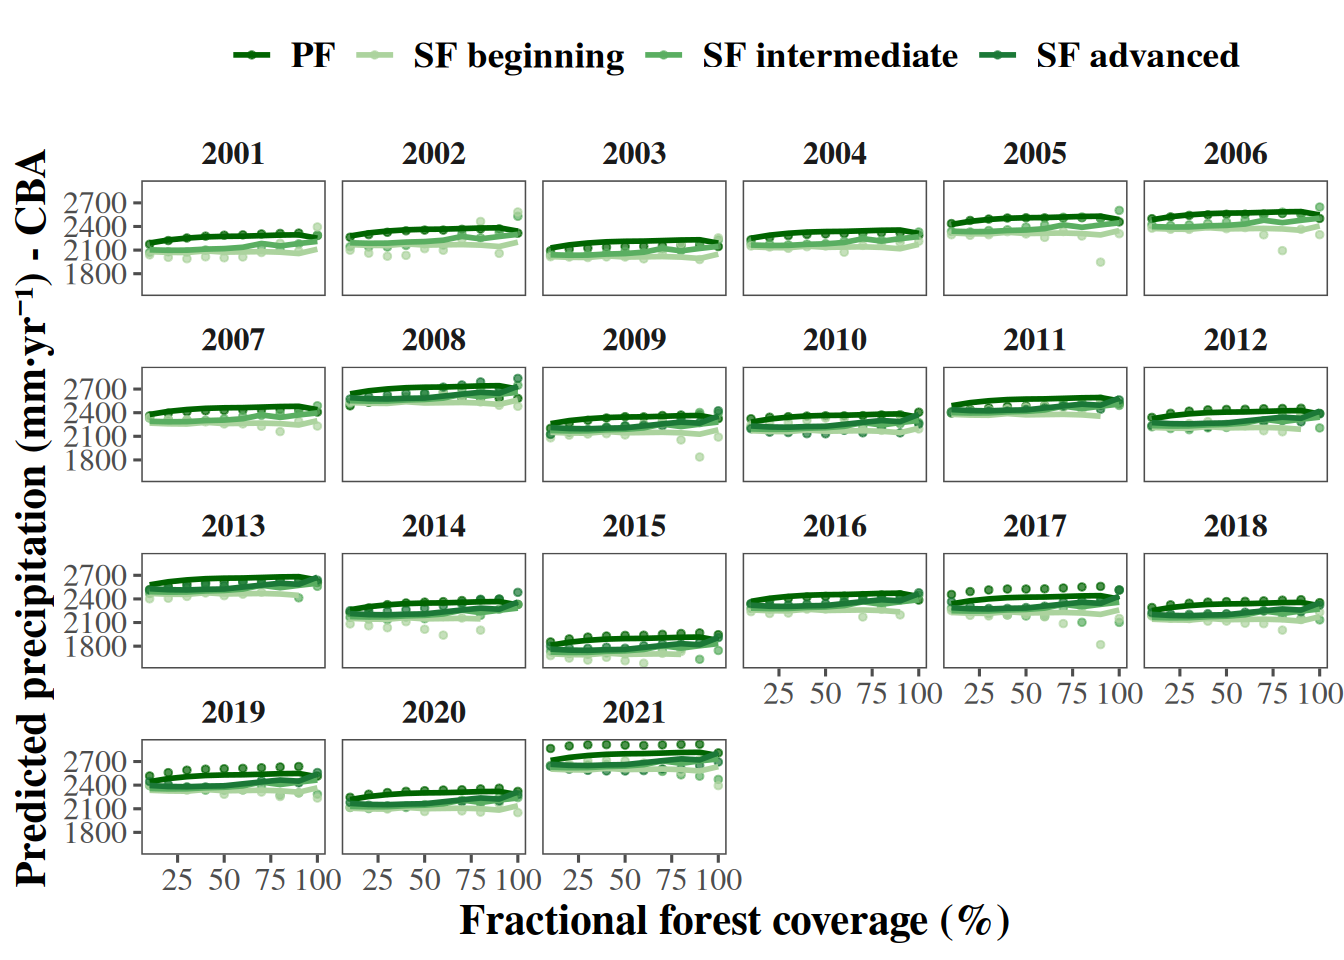 PF SF beginning SF intermediate SF advanced
Predicted precipitation (mm·yr⁻¹) - CBA
2001 2002 2003 2004 2005 2006
2700
2400
2100
1800
2007 2008 2009 2010 2011 2012
2700
2400
2100
1800
2013 2014 2015 2016 2017 2018
2700
2400
2100
1800
25 50 75 100 25 50 75 100 25 50 75 100
2019 2020 2021
2700
2400
2100
1800
25 50 75 100 25 50 75 100 25 50 75 100
Fractional forest coverage (%)